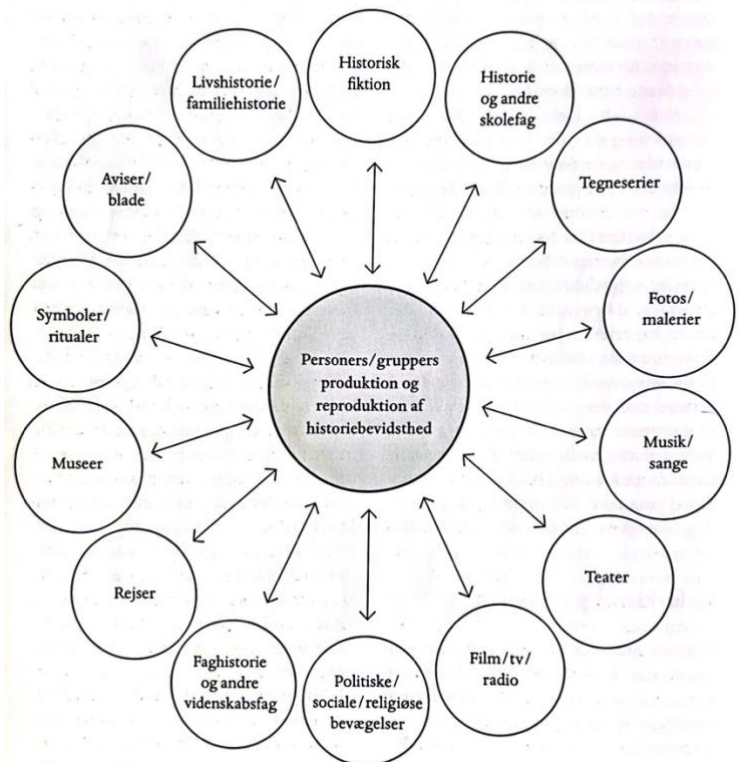 Historisk
fiktion
Historie
og andre
skolefag
Tegneserier
Fotos/
malerier
Musik/
sange
Teater
Film/tv/
radio
Politiske/
sociale/religiøse
bevægelser
Faghistorie
og andre
videnskabsfag
Rejser
Museer
Symboler/
ritualer
Aviser/
blade
Livshistorie/
familiehistorie
Personers/gruppers
produktion og
reproduktion af
historiebevidsthed